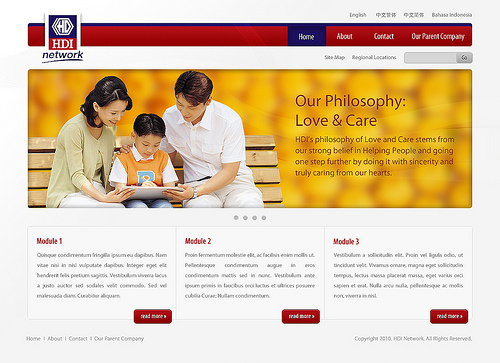 English 中文繁体 中文简体 Bahasa Indonesia
HDI
network
Home About Contact Our Parent Company
Site Map Regional Locations Go
Our Philosophy:
Love & Care
HDI's philosophy of Love and Care stems from
our strong belief in Helping People and going
one step further by doing it with sincerity and
truly caring from our hearts.
Module 1
Quisque condimentum fringilla ipsum eu dapibus. Nam
vitae nisi in nisl vulputate dapibus. Integer eget elit
hendrerit felis pretium sagittis. Vestibulum viverra lacus
a justo auctor sed sodales velit commodo. Sed vel
malesuada diam. Curabitur aliquam.
read more »
Module 2
Proin fermentum molestie elit, ac facilisis enim mollis ut.
Pellentesque condimentum augue in eros
condimentum mattis sed in nunc. Vestibulum ante
ipsum primis in faucibus orci luctus et ultrices posuere
cubilia Curae; Nullam condimentum.
read more »
Module 3
Vestibulum a sollicitudin elit. Proin vel ligula odio, ut
tincidunt velit. Vivamus ornare, magna eget sollicitudin
tempus, lectus massa placerat massa, eget varius orci
sapien et erat. Nulla arcu nulla, pellentesque ac mollis
non, viverra in nisl.
read more »
Home | About | Contact | Our Parent Company
Copyright 2010. HDI Network. All Rights Reserved.